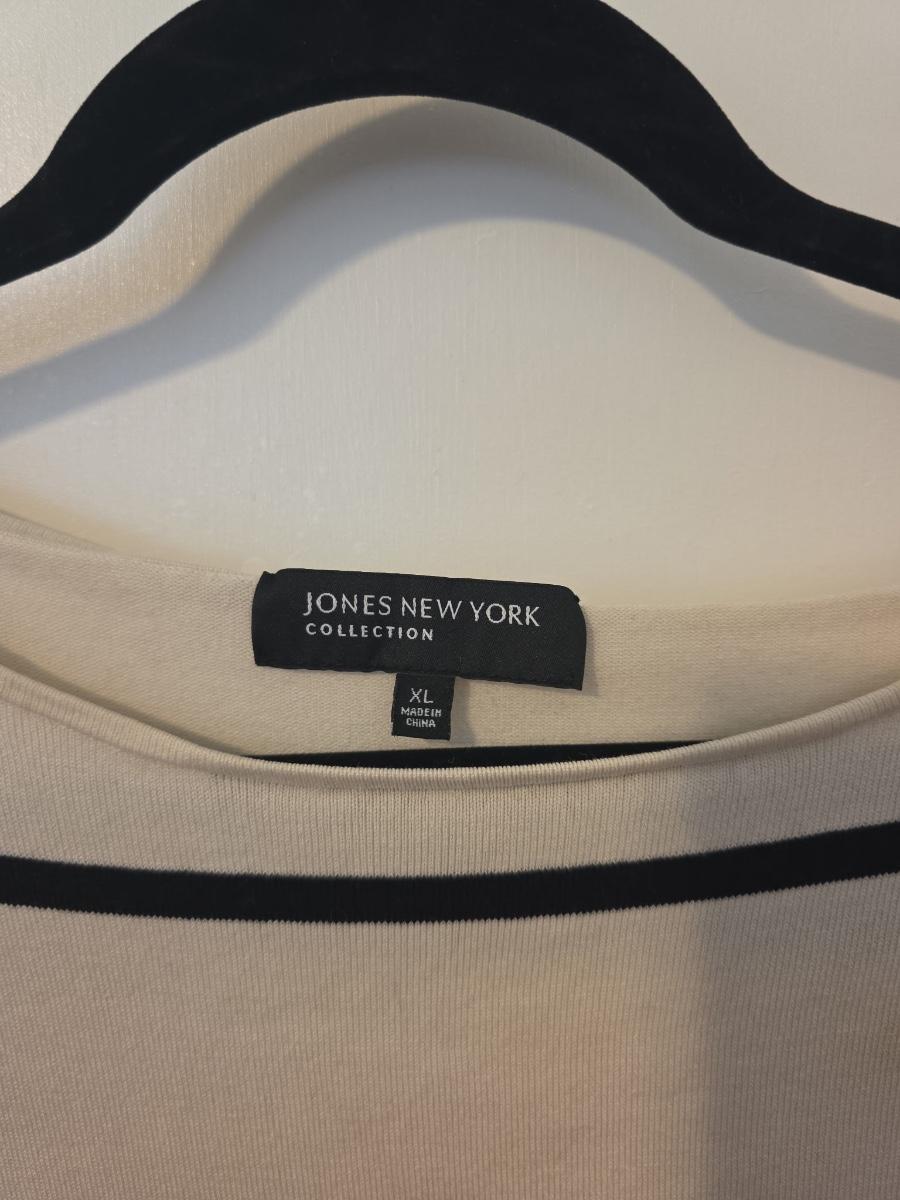 JONES NEW YORK
COLLECTION
XL
MADE IN
CHINA